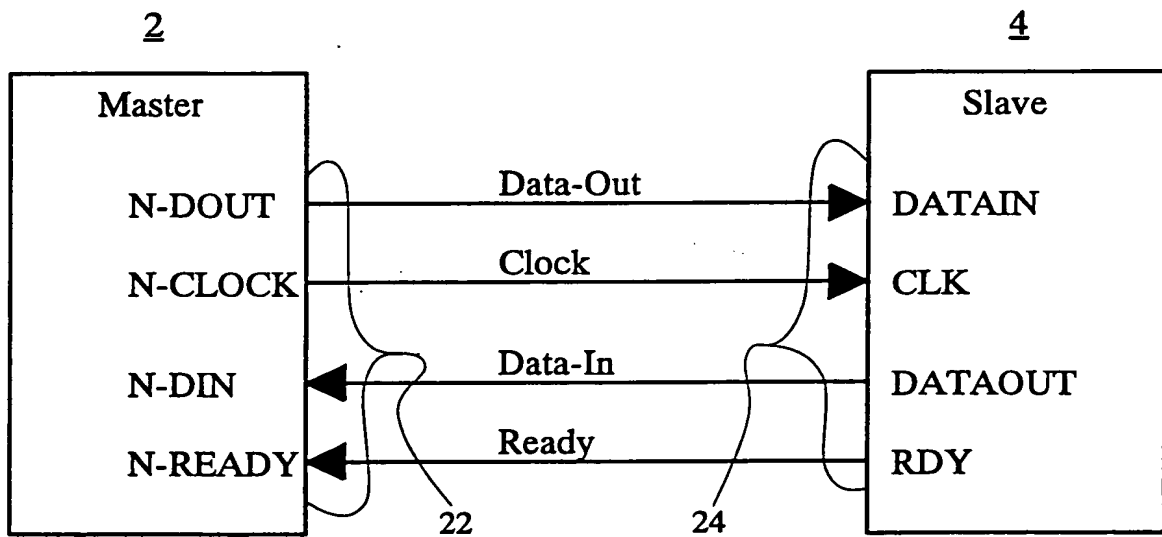 2
4
Master
Slave
N-DOUT
Data-Out
DATAIN
N-CLOCK
Clock
CLK
N-DIN
Data-In
DATAOUT
N-READY
Ready
RDY
22
24